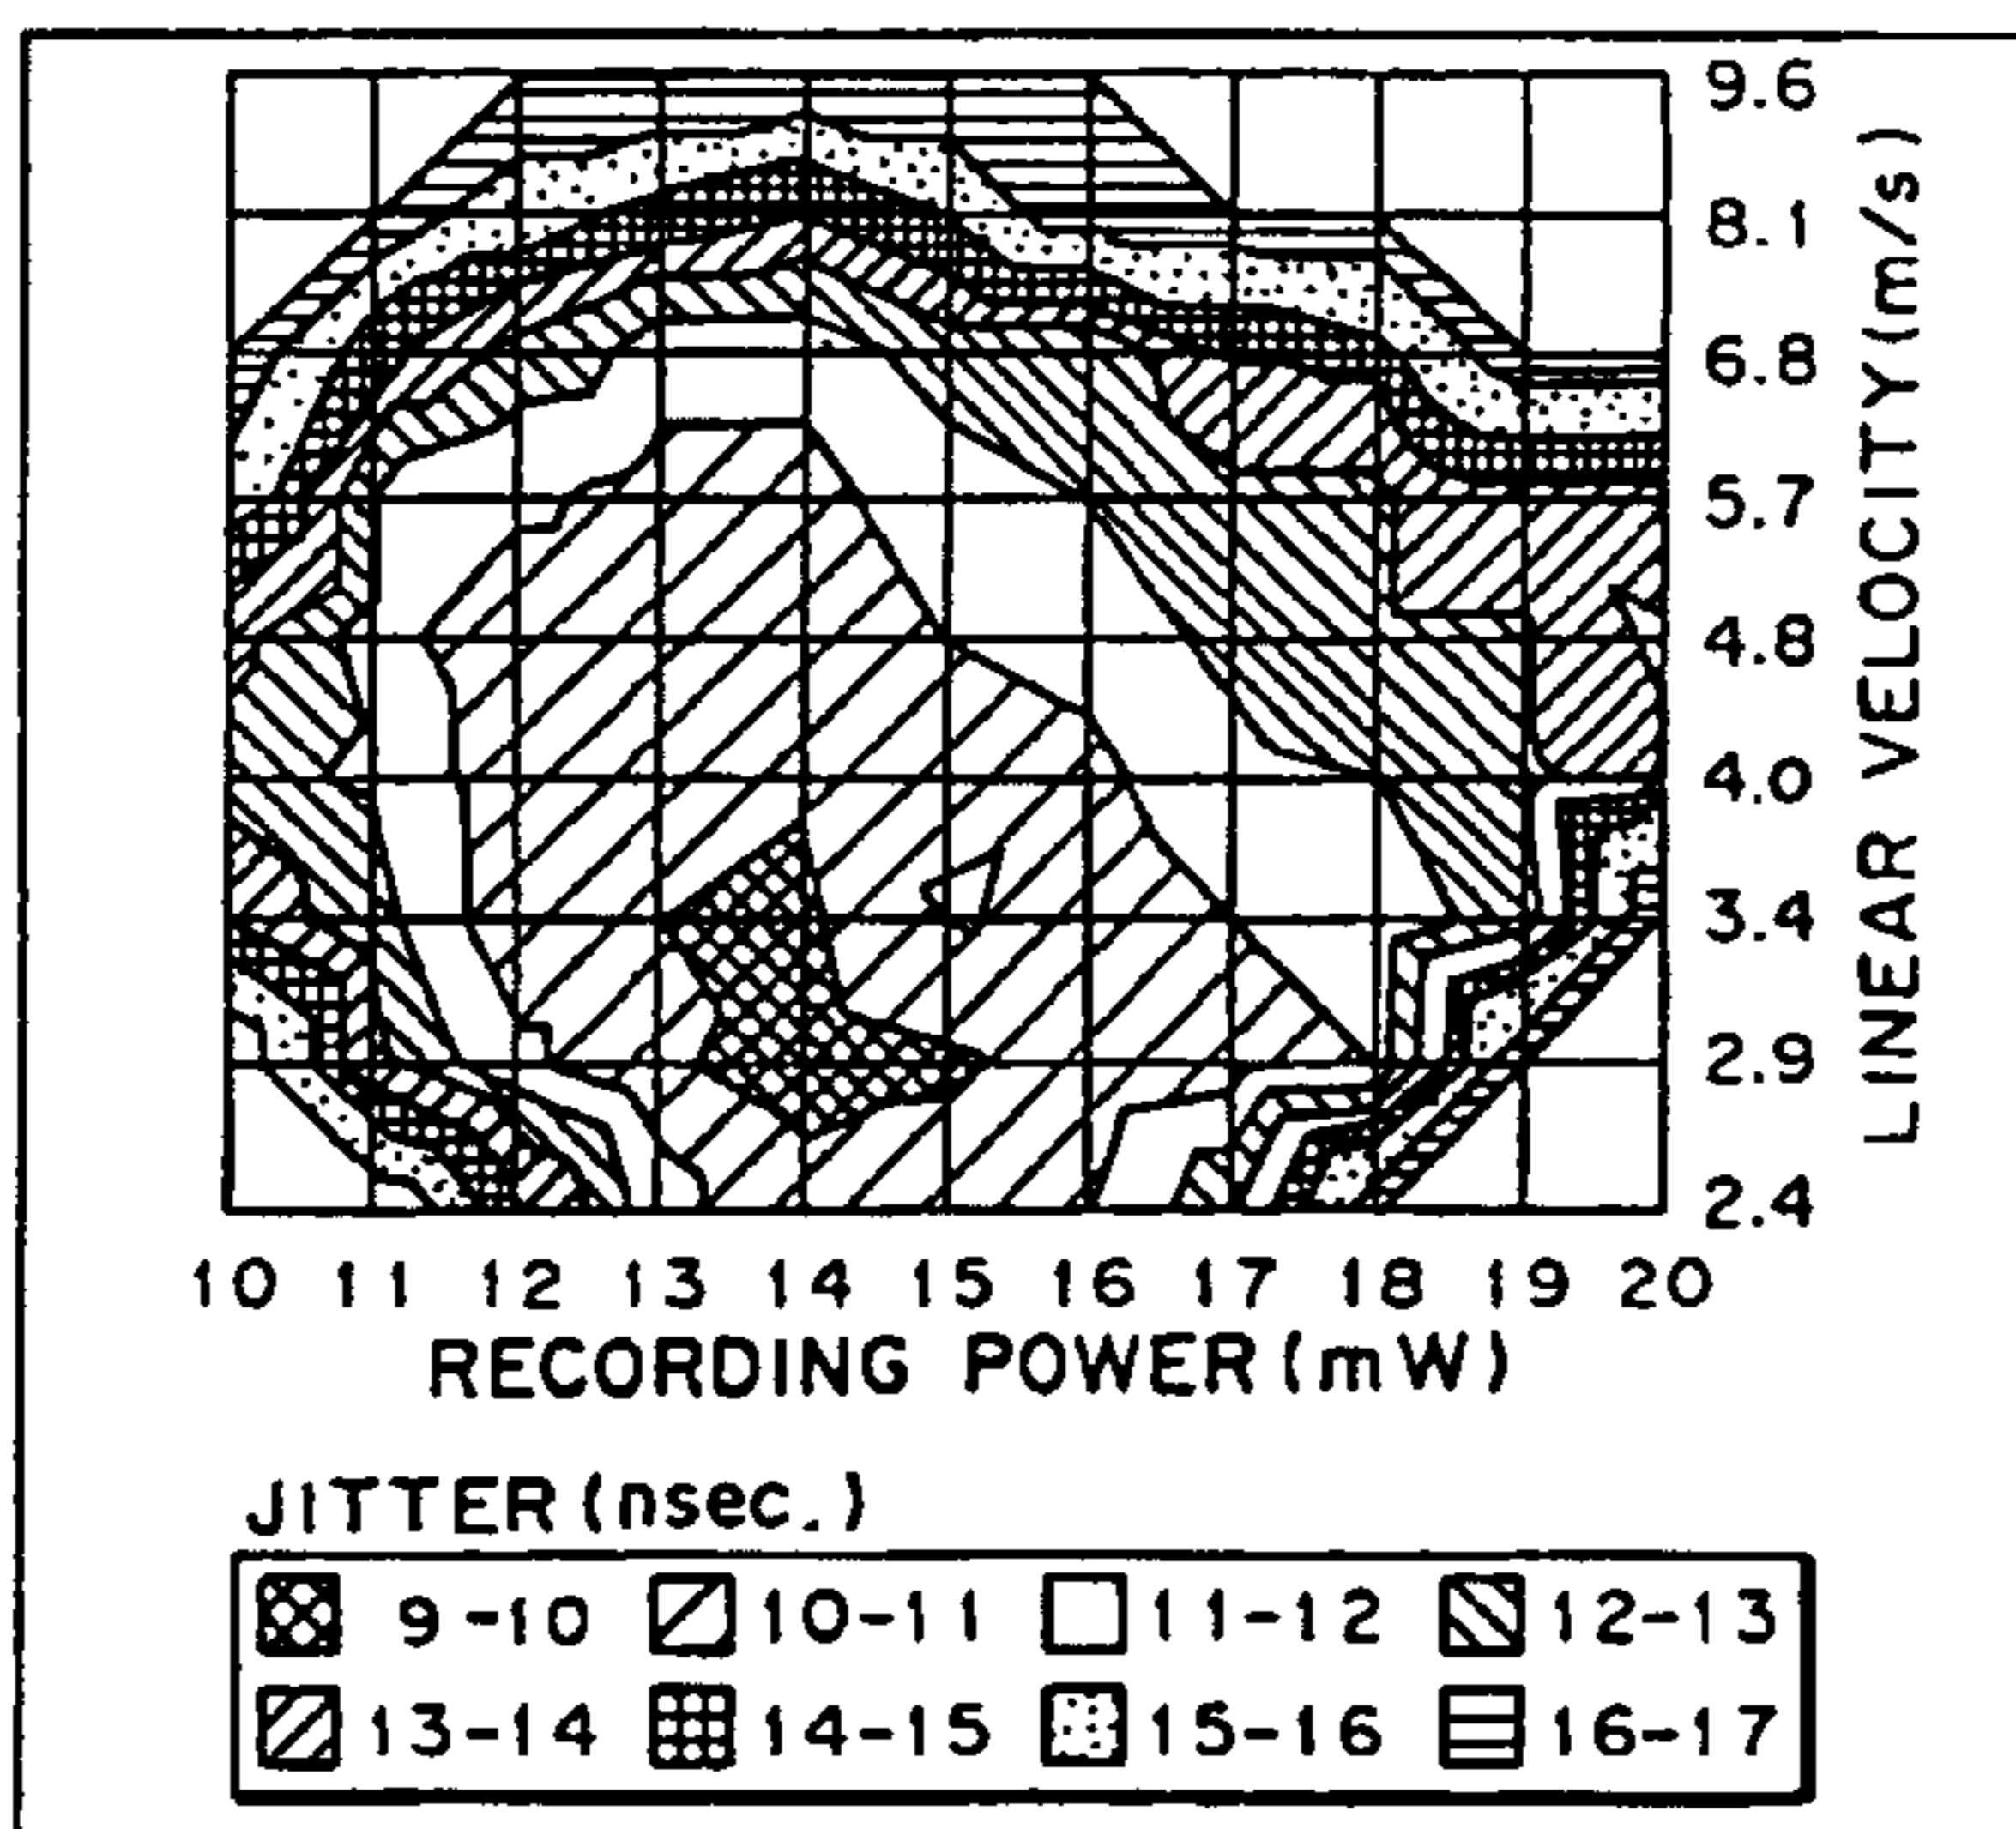 9.6
8.1
6.8
5.7
4.8
4.0
3.4
2.9
2.4
LINEAR VELOCITY (m/s)
10 11 12 13 14 15 16 17 18 19 20
RECORDING POWER (mW)
JITTER (nsec.)
9-10 10-11 11-12 12-13
13-14 14-15 15-16 16-17